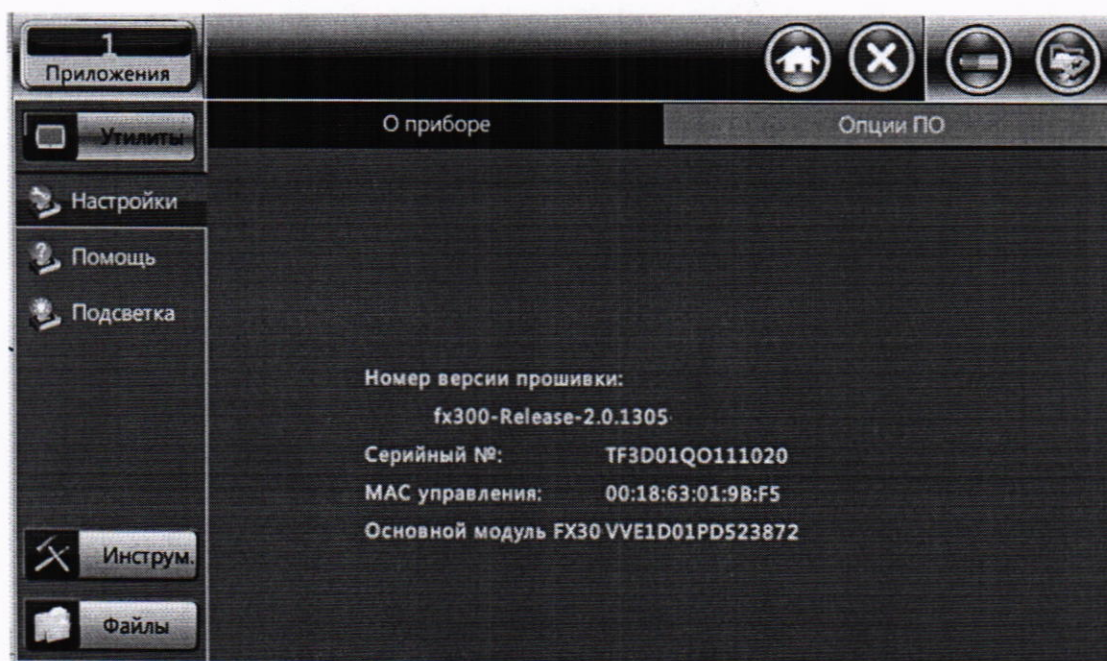 1
Приложения
О приборе
Опции ПО
Утилиты
Настройки
Помощь
Подсветка
Номер версии прошивки:
fx300-Release-2.0.1305
Серийный №: TF3D01QO111020
MAC управления: 00:18:63:01:9B:F5
Основной модуль FX30 VVE1D01PD523872
Инструм.
Файлы